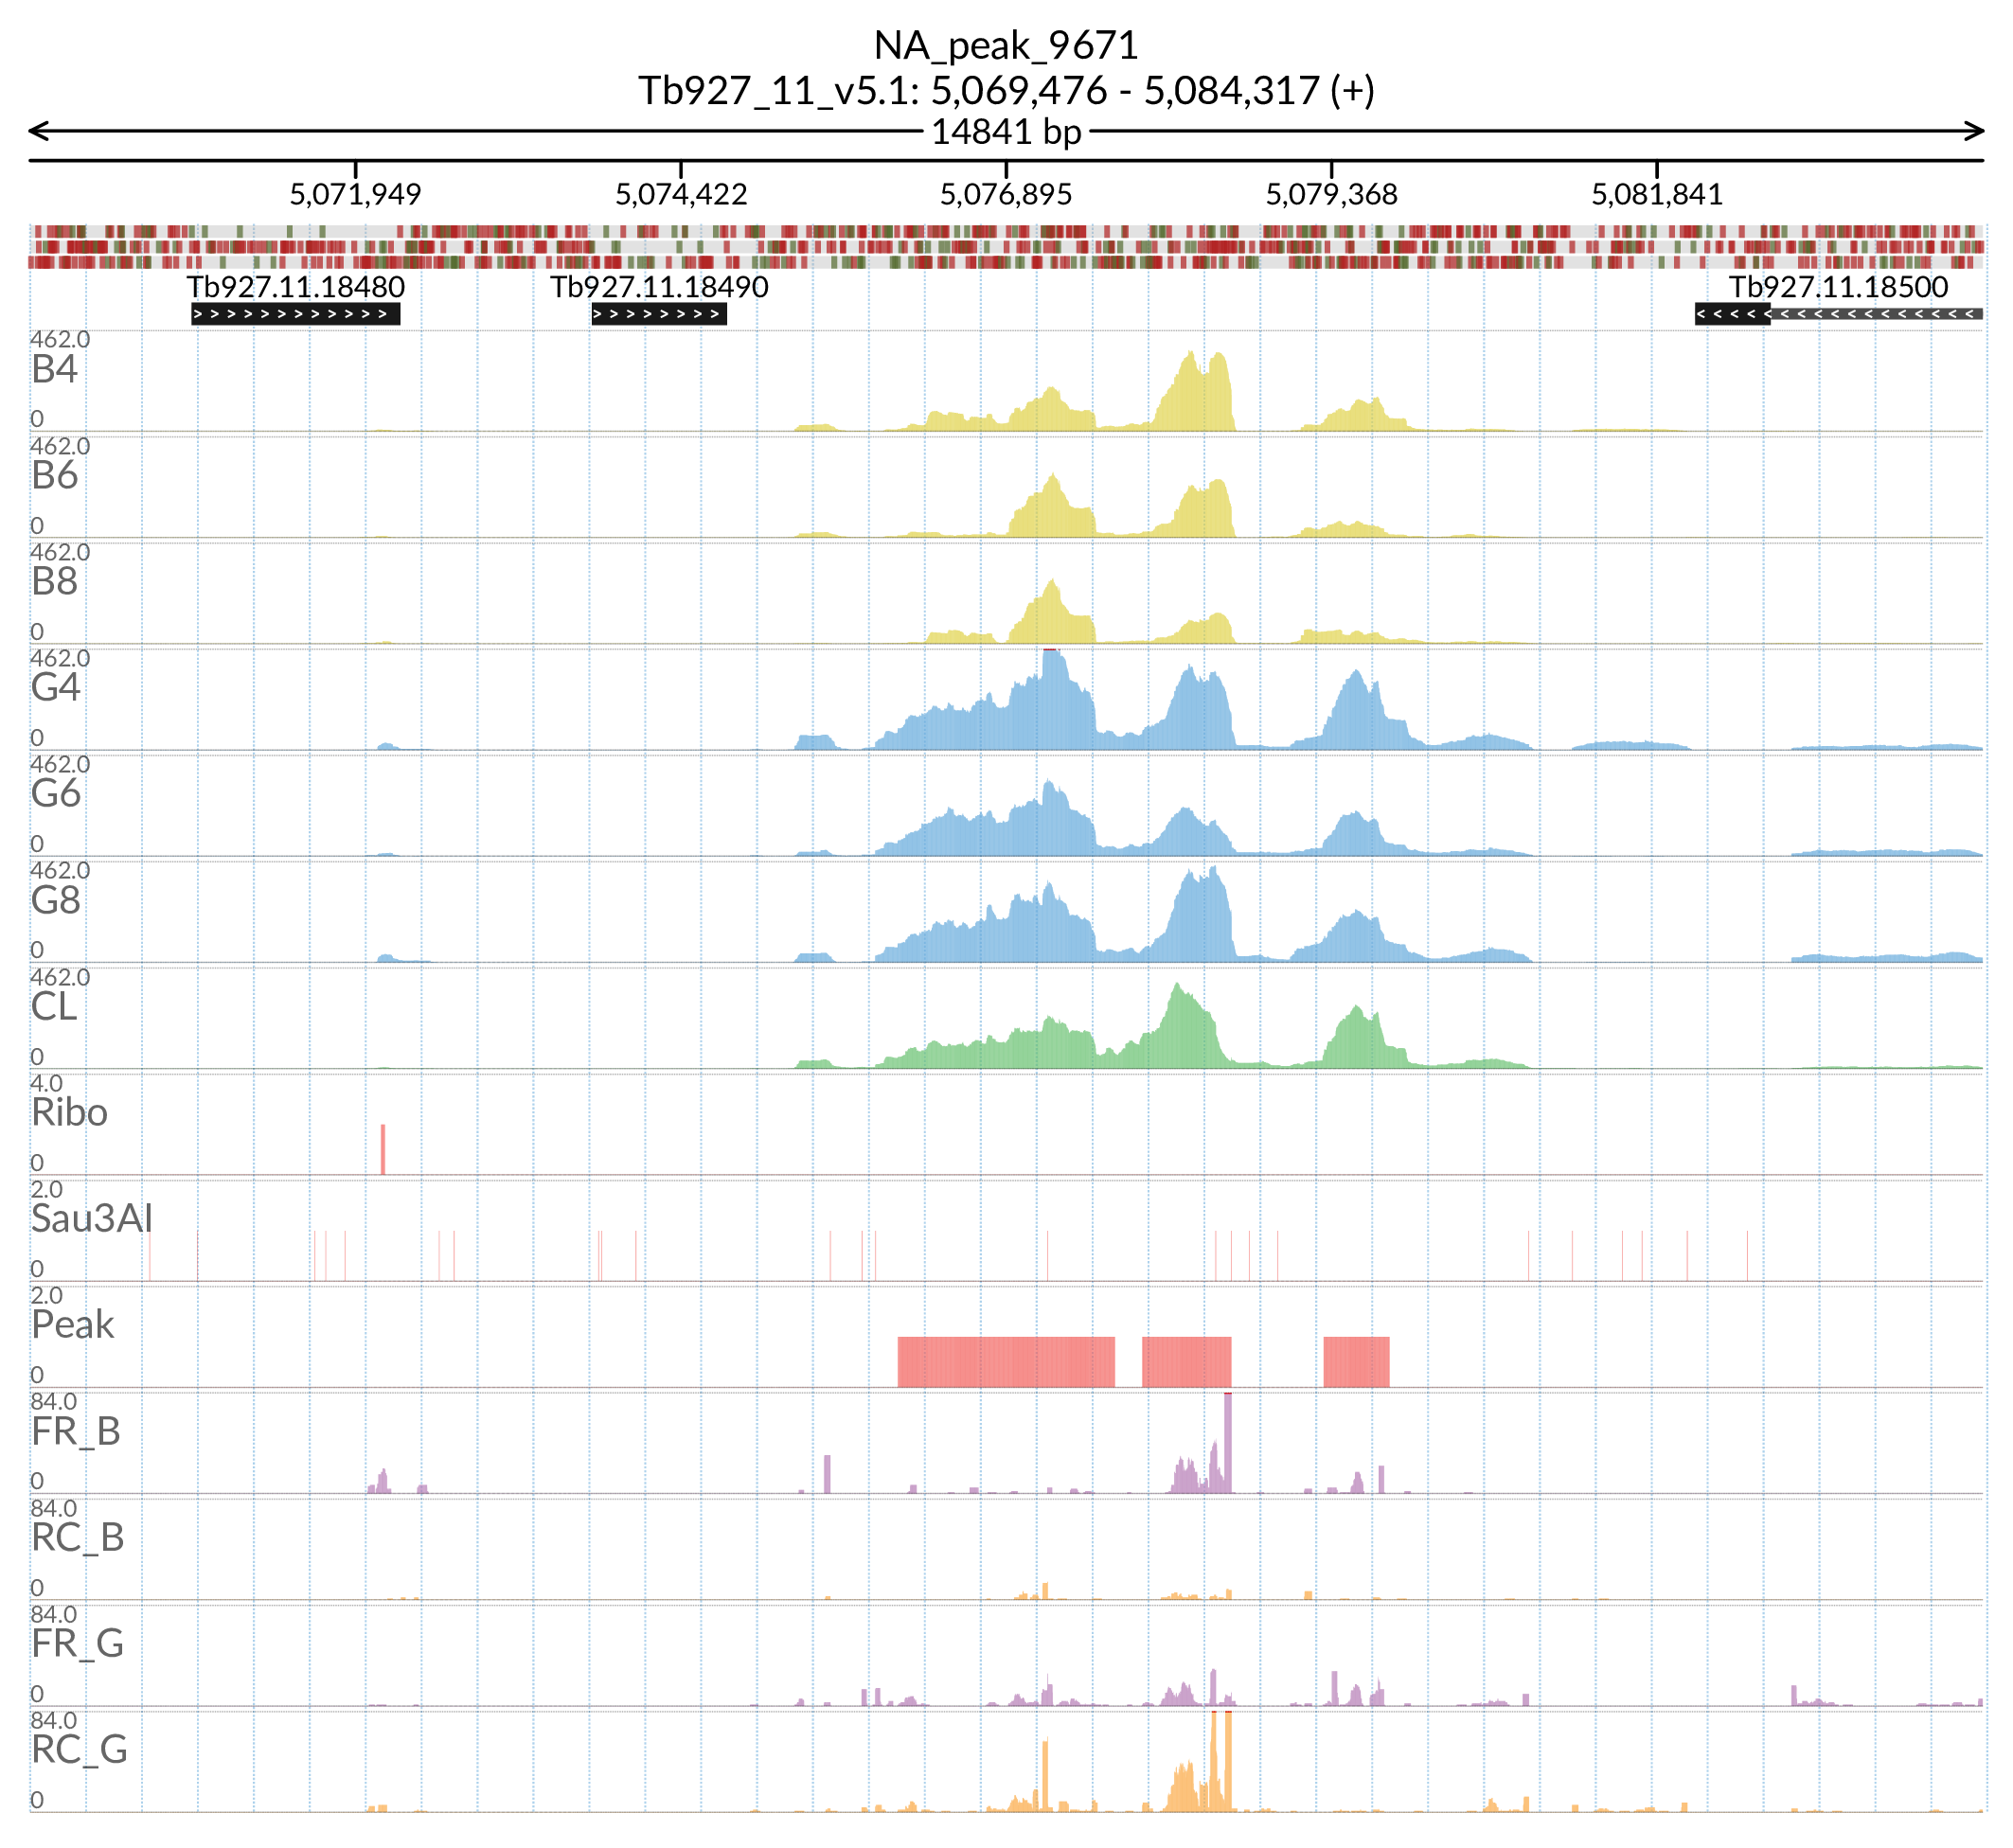 NA_peak_9671
Tb927_11_v5.1: 5,069,476 - 5,084,317 (+)
14841 bp
5,071,949 5,074,422 5,076,895 5,079,368 5,081,841
Tb927.11.18480 Tb927.11.18490 Tb927.11.18500
462.0
B4
0
462.0
B6
0
462.0
B8
0
462.0
G4
0
462.0
G6
0
462.0
G8
0
462.0
CL
0
4.0
Ribo
0
2.0
Sau3AI
0
2.0
Peak
0
84.0
FR_B
0
84.0
RC_B
0
84.0
FR_G
0
84.0
RC_G
0